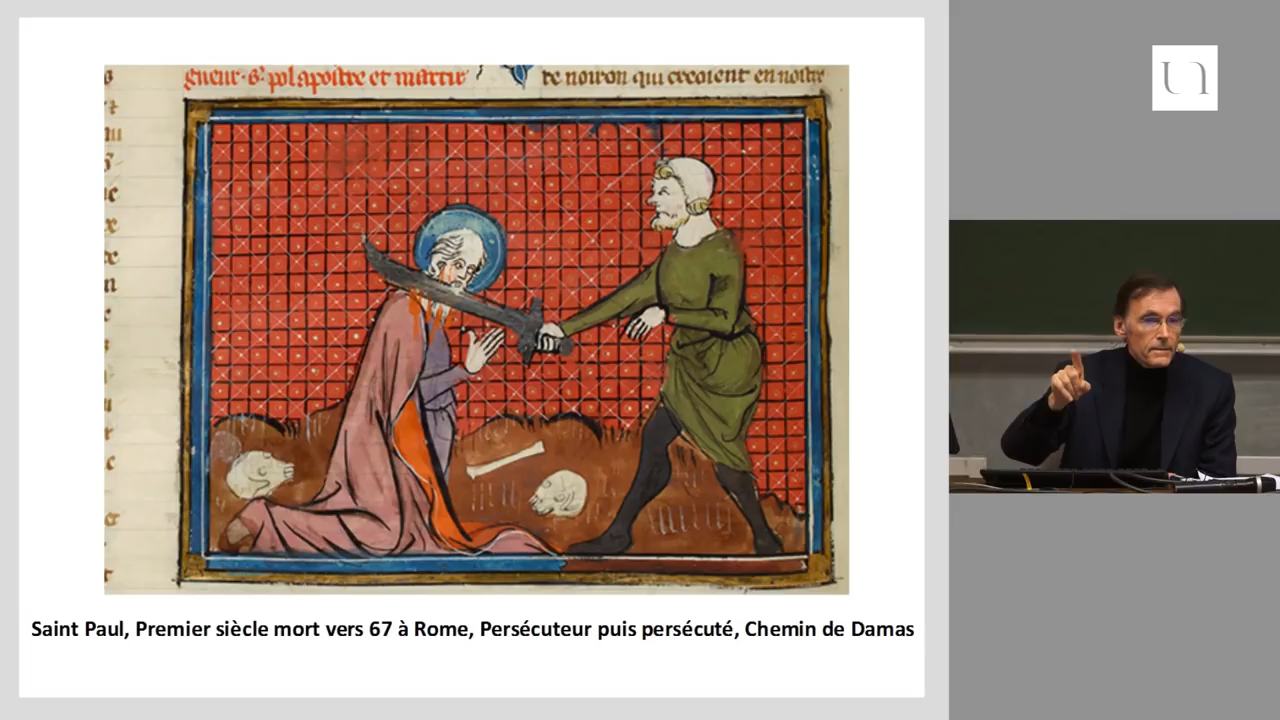 gneur · s⁊ pol apostre et martir
de noiron qui creoient en nostre
Saint Paul, Premier siècle mort vers 67 à Rome, Persécuteur puis persécuté, Chemin de Damas